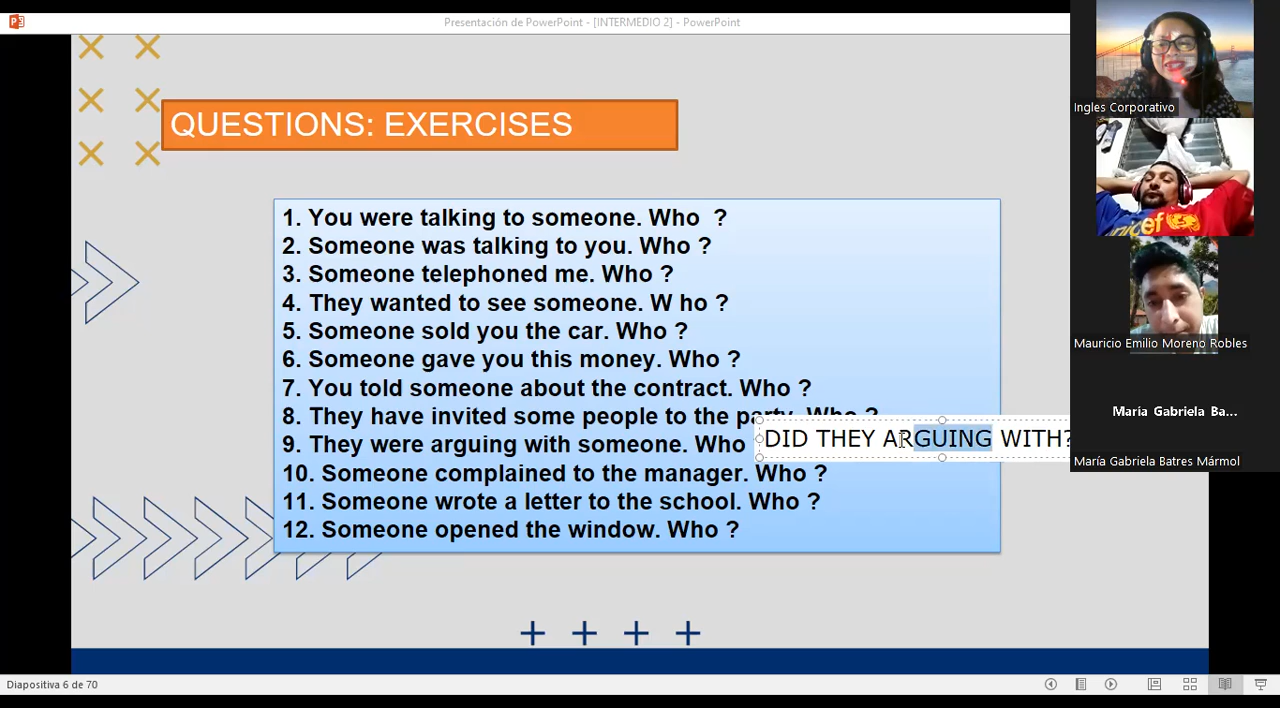 Presentación de PowerPoint - [INTERMEDIO 2] - PowerPoint
QUESTIONS: EXERCISES
1. You were talking to someone. Who ?
2. Someone was talking to you. Who ?
3. Someone telephoned me. Who ?
4. They wanted to see someone. W ho ?
5. Someone sold you the car. Who ?
6. Someone gave you this money. Who ?
7. You told someone about the contract. Who ?
8. They have invited some people to the party. Who ?
9. They were arguing with someone. Who
DID THEY ARGUING WITH?
10. Someone complained to the manager. Who ?
11. Someone wrote a letter to the school. Who ?
12. Someone opened the window. Who ?
Ingles Corporativo
unicef
Mauricio Emilio Moreno Robles
María Gabriela Ba...
María Gabriela Batres Mármol
Diapositiva 6 de 70